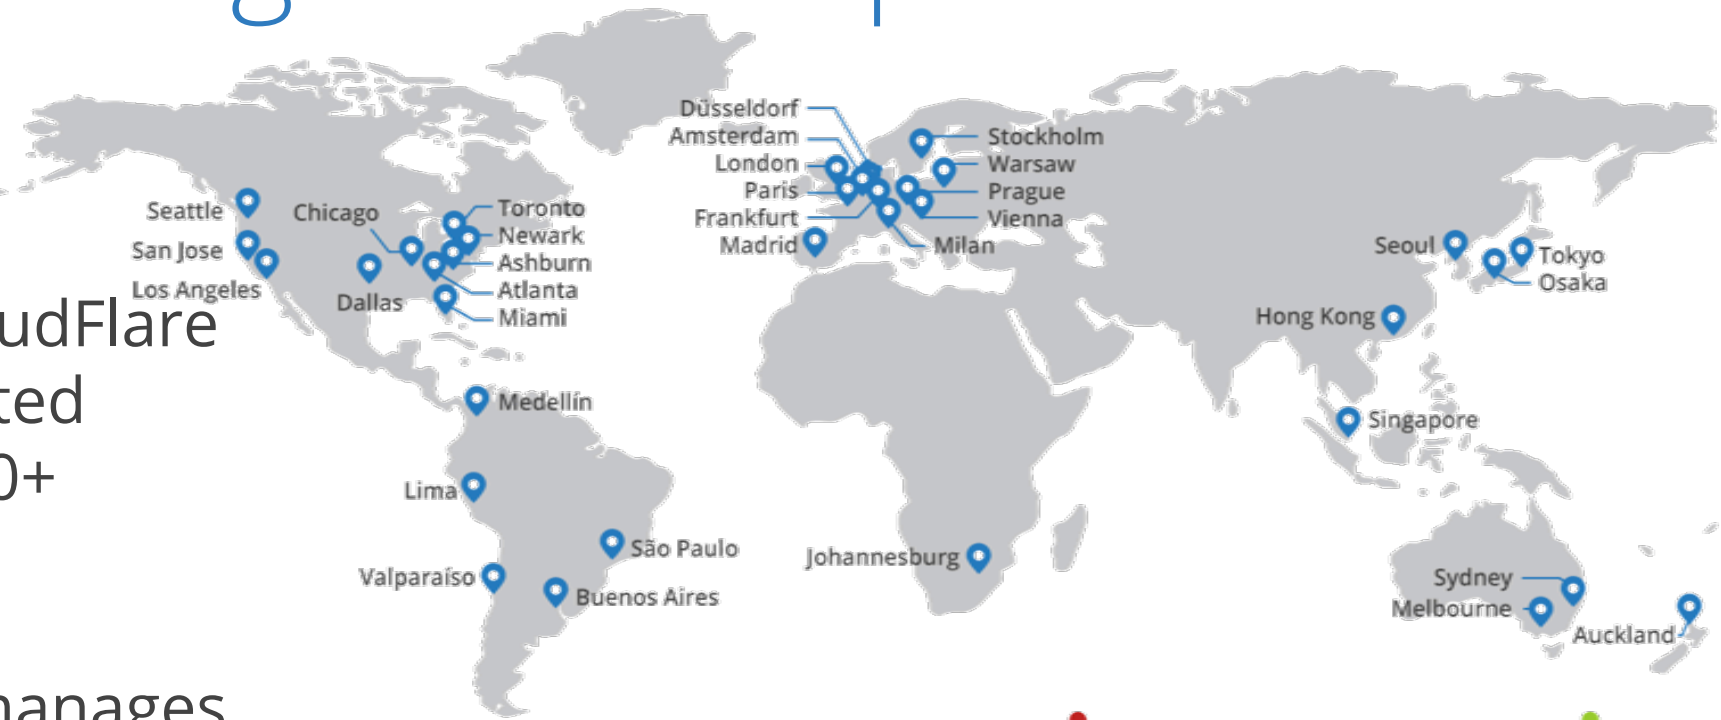 Düsseldorf
Amsterdam
London
Paris
Frankfurt
Madrid
Stockholm
Warsaw
Prague
Vienna
Milan
Seattle
San Jose
Los Angeles
Chicago
Dallas
Toronto
Newark
Ashburn
Atlanta
Miami
Seoul
Tokyo
Osaka
Hong Kong
Singapore
udFlare
ted
0+
Medellín
Lima
São Paulo
Valparaíso
Buenos Aires
Johannesburg
Sydney
Melbourne
Auckland
manages